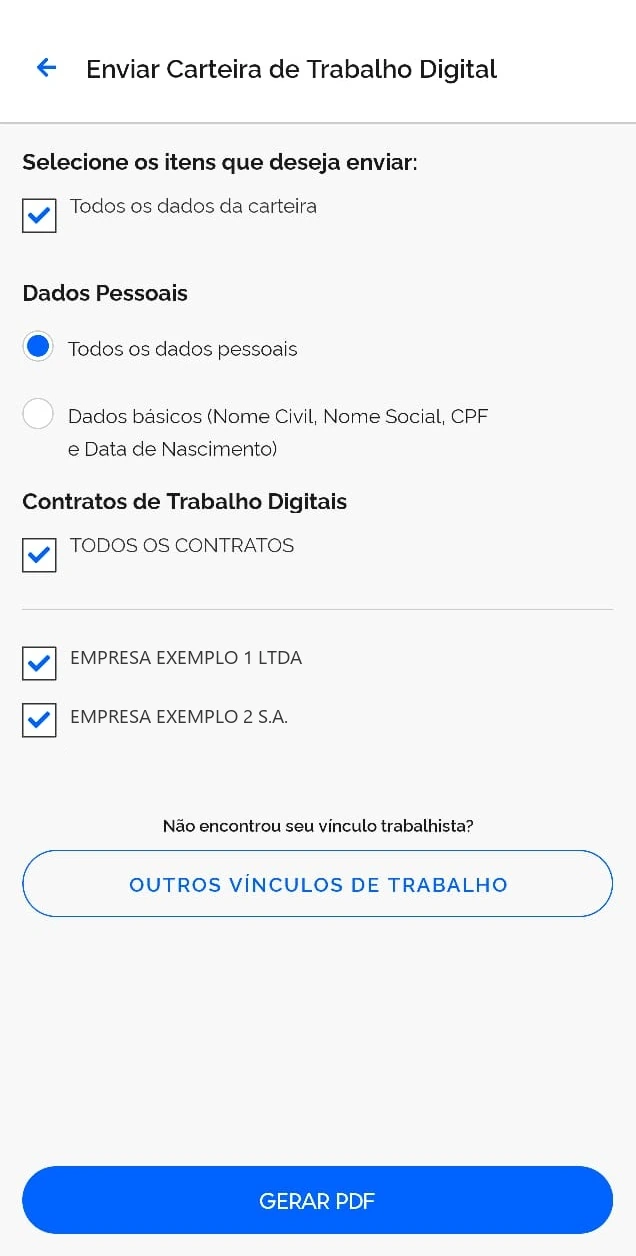 Enviar Carteira de Trabalho Digital
Selecione os itens que deseja enviar:
Todos os dados da carteira
Dados Pessoais
Todos os dados pessoais
Dados básicos (Nome Civil, Nome Social, CPF
e Data de Nascimento)
Contratos de Trabalho Digitais
TODOS OS CONTRATOS
EMPRESA EXEMPLO 1 LTDA
EMPRESA EXEMPLO 2 S.A.
Não encontrou seu vínculo trabalhista?
OUTROS VÍNCULOS DE TRABALHO
GERAR PDF